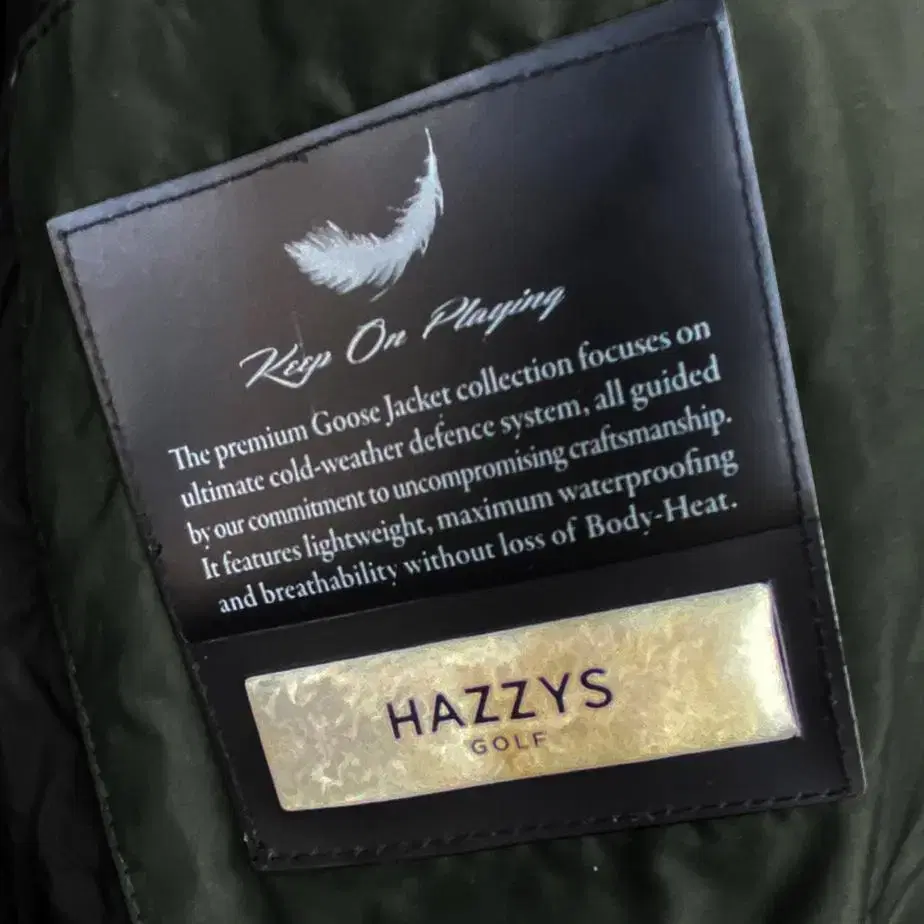 Keep On Playing
The premium Goose Jacket collection focuses on
ultimate cold-weather defence system, all guided
by our commitment to uncompromising craftsmanship.
It features lightweight, maximum waterproofing
and breathability without loss of Body-Heat.
HAZZYS
GOLF